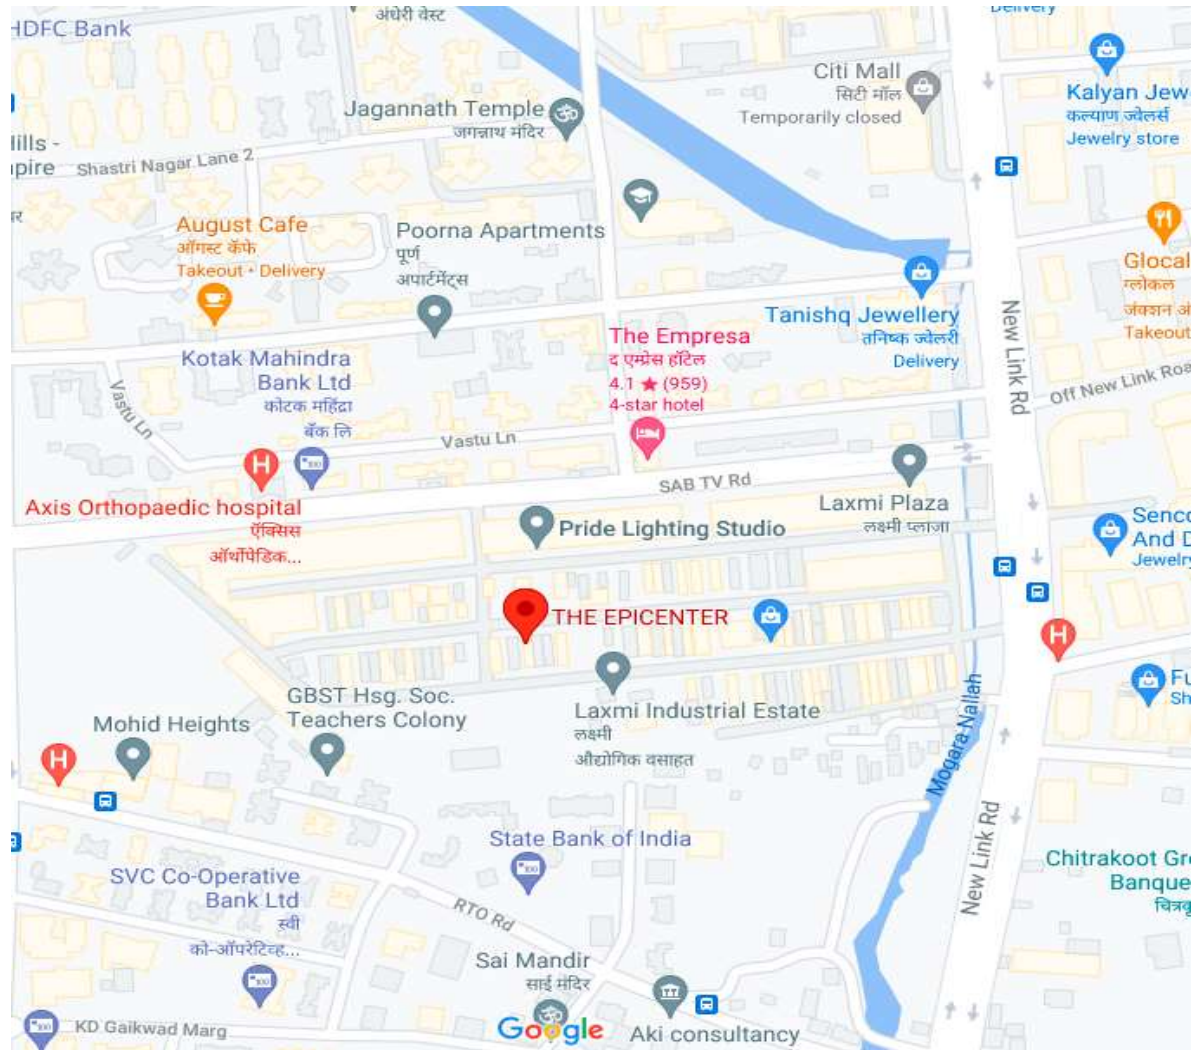 अंधेरी वेस्ट
Delivery
HDFC Bank
Citi Mall
सिटी मॉल
Temporarily closed
Kalyan Jew
कल्याण ज्वेलर्स
Jewelry store
Jagannath Temple
जगन्नाथ मंदिर
Shastri Nagar Lane 2
August Cafe
ऑगस्ट कॅफे
Takeout • Delivery
Poorna Apartments
पूर्ण
अपार्टमेंट्स
Glocal
ग्लोकल
जंक्शन अं
Takeout
Tanishq Jewellery
तनिष्क ज्वेलरी
Delivery
New Link Rd
The Empresa
द एम्प्रेस हॉटेल
4.1 ★ (959)
4-star hotel
Kotak Mahindra
Bank Ltd
कोटक महिंद्रा
बँक लि
Off New Link Roa
Vastu Ln
Vastu Ln
SAB TV Rd
Axis Orthopaedic hospital
ऍक्सिस
ऑर्थोपेडिक...
Laxmi Plaza
लक्ष्मी प्लाजा
Pride Lighting Studio
Senco
And D
Jewelry
THE EPICENTER
GBST Hsg. Soc.
Teachers Colony
Laxmi Industrial Estate
लक्ष्मी
औद्योगिक वसाहत
Mohid Heights
Fu
Sh
Mogara Nallah
State Bank of India
New Link Rd
SVC Co-Operative
Bank Ltd
स्वी
को-ऑपरेटिव्ह...
RTO Rd
Chitrakoot Gr
Banque
Sai Mandir
साई मंदिर
KD Gaikwad Marg
Google
Aki consultancy